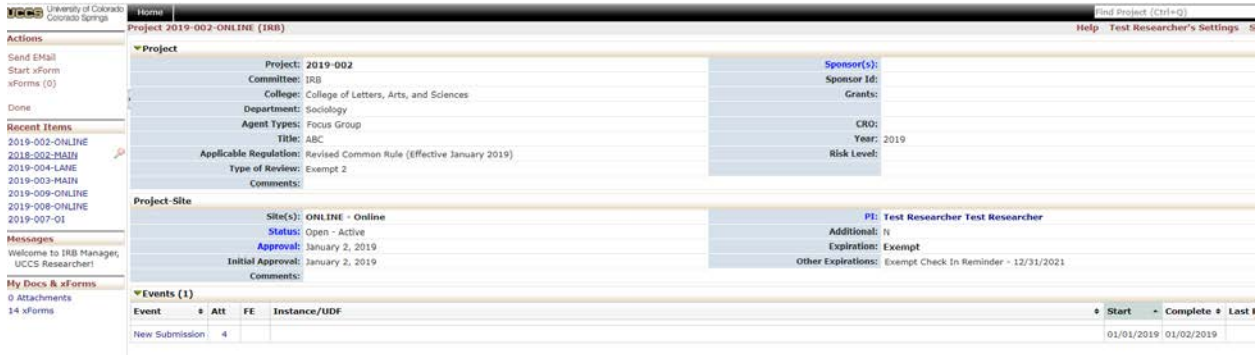 UCCS University of Colorado
Colorado Springs
Home
Find Project (Ctrl+Q)
Project 2019-002-ONLINE (IRB)
Help Test Researcher's Settings S
Actions
Send EMail
Start xForm
xForms (0)
Done
Recent Items
2019-002-ONLINE
2018-002-MAIN
2019-004-LANE
2019-003-MAIN
2019-009-ONLINE
2019-008-ONLINE
2019-007-OI
Messages
Welcome to IRB Manager,
UCCS Researcher!
My Docs & xForms
0 Attachments
14 xForms
Project
Project: 2019-002 Sponsor(s):
Committee: IRB Sponsor Id:
College: College of Letters, Arts, and Sciences Grants:
Department: Sociology
Agent Types: Focus Group CRO:
Title: ABC Year: 2019
Applicable Regulation: Revised Common Rule (Effective January 2019) Risk Level:
Type of Review: Exempt 2
Comments:
Project-Site
Site(s): ONLINE - Online PI: Test Researcher Test Researcher
Status: Open - Active Additional: N
Approval: January 2, 2019 Expiration: Exempt
Initial Approval: January 2, 2019 Other Expirations: Exempt Check In Reminder - 12/31/2021
Comments:
Events (1)
Event Att FE Instance/UDF Start Complete Last
New Submission 4 01/01/2019 01/02/2019